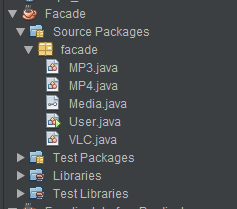 Facade
Source Packages
facade
MP3.java
MP4.java
Media.java
User.java
VLC.java
Test Packages
Libraries
Test Libraries